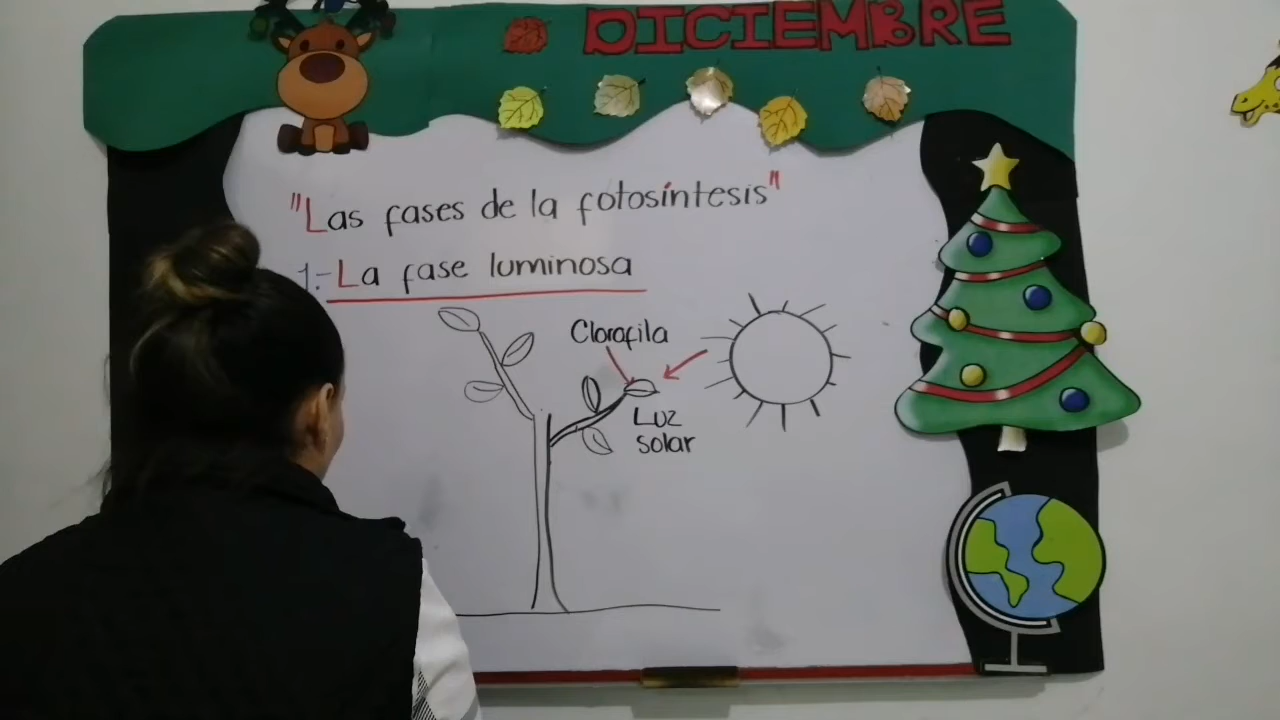 DICIEMBRE
"Las fases de la fotosíntesis"
1.- La fase luminosa
Clorofila
Luz
solar